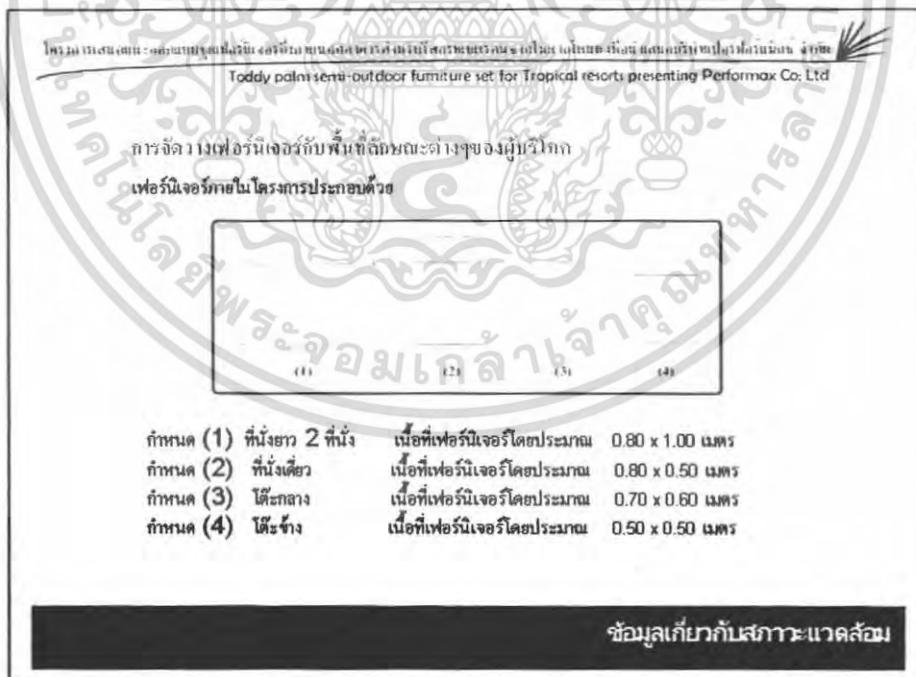 Toddy palm semi-outdoor furniture set for Tropical resorts presenting Performax Co; Ltd
การจัดวางเฟอร์นิเจอร์กับพื้นที่ลักษณะต่างๆของผู้บริโภค
เฟอร์นิเจอร์ภายในโครงการประกอบด้วย
(1) (2) (3) (4)
กำหนด (1) ที่นั่งยาว 2 ที่นั่ง เนื้อที่เฟอร์นิเจอร์โดยประมาณ 0.80 x 1.00 เมตร
กำหนด (2) ที่นั่งเดี่ยว เนื้อที่เฟอร์นิเจอร์โดยประมาณ 0.80 x 0.50 เมตร
กำหนด (3) โต๊ะกลาง เนื้อที่เฟอร์นิเจอร์โดยประมาณ 0.70 x 0.60 เมตร
กำหนด (4) โต๊ะข้าง เนื้อที่เฟอร์นิเจอร์โดยประมาณ 0.50 x 0.50 เมตร
ข้อมูลเกี่ยวกับสภาวะแวดล้อม